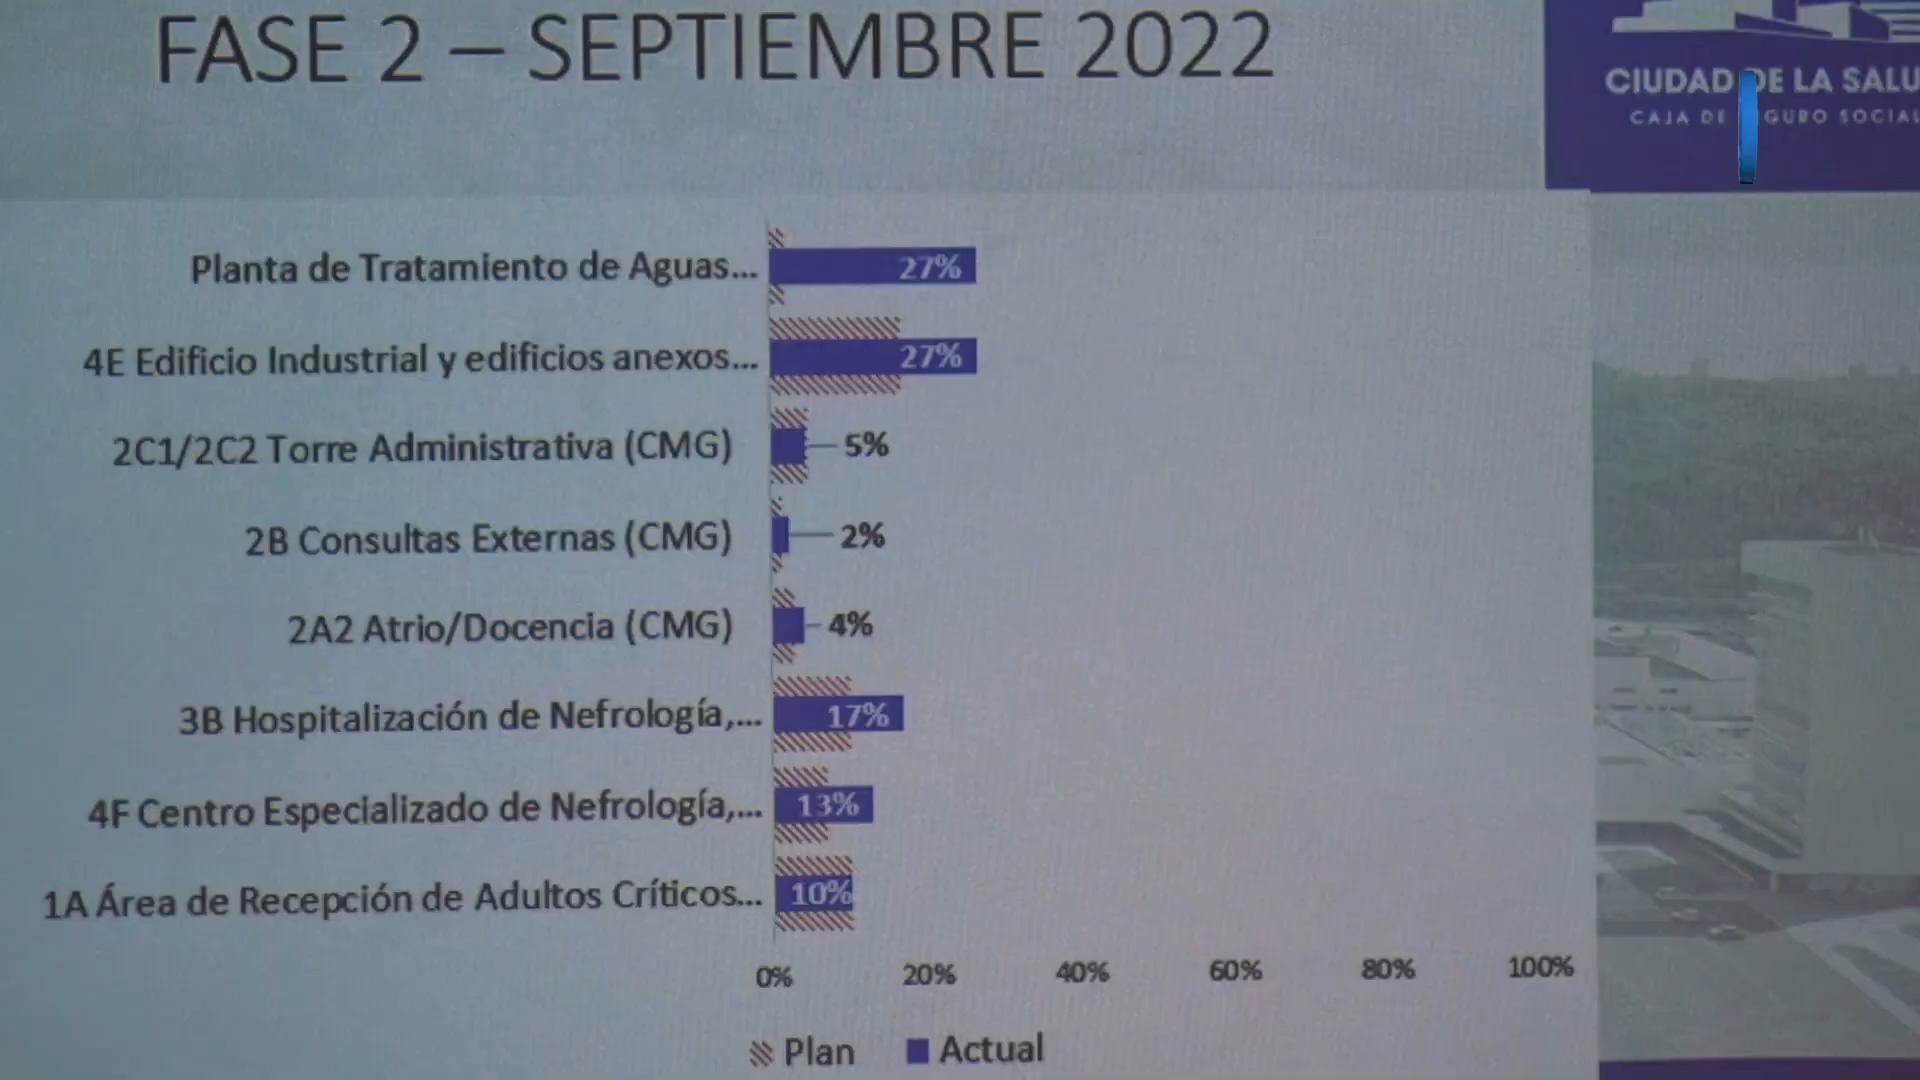 FASE 2 – SEPTIEMBRE 2022
CIUDAD DE LA SALU
CAJA DE GURO SOCIAL
Planta de Tratamiento de Aguas... 27%
4E Edificio Industrial y edificios anexos... 27%
2C1/2C2 Torre Administrativa (CMG) 5%
2B Consultas Externas (CMG) 2%
2A2 Atrio/Docencia (CMG) 4%
3B Hospitalización de Nefrología,... 17%
4F Centro Especializado de Nefrología,... 13%
1A Área de Recepción de Adultos Críticos... 10%
0% 20% 40% 60% 80% 100%
Plan Actual